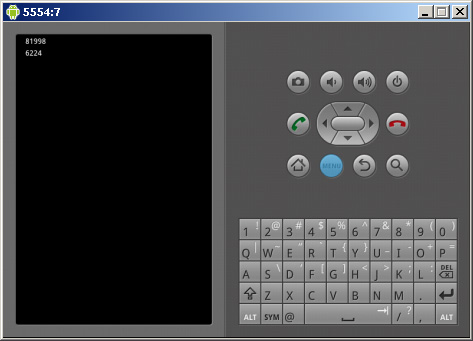 5554:7
81998
6224
MENU
1 ! 2 @ 3 # 4 $ 5 % 6 ^ 7 & 8 * 9 ( 0 )
Q | W ~ E " R ` T { Y } U _ I - O + P =
A S \ D ' F [ G ] H < J > K ; L : DEL
Z X C V B N M .
ALT SYM @ / ? , ALT